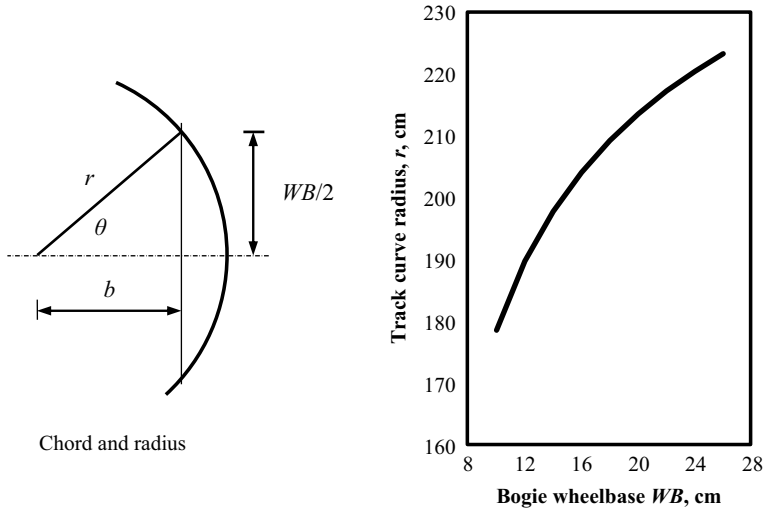 r
θ
WB/2
b
Chord and radius
230
220
210
200
190
180
170
160
Track curve radius, r, cm
8 12 16 20 24 28
Bogie wheelbase WB, cm